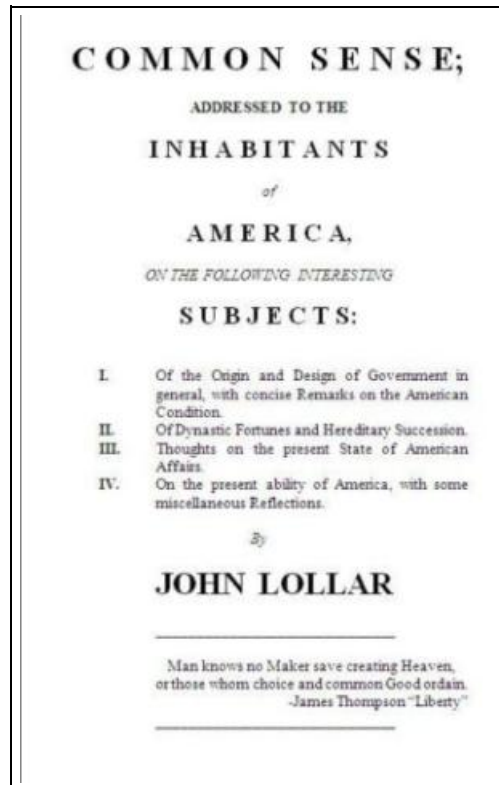 COMMON SENSE;
ADDRESSED TO THE
INHABITANTS
of
AMERICA,
ON THE FOLLOWING INTERESTING
SUBJECTS:
I. Of the Origin and Design of Government in
general, with concise Remarks on the American
Condition.
II. Of Dynastic Fortunes and Hereditary Succession.
III. Thoughts on the present State of American
Affairs.
IV. On the present ability of America, with some
miscellaneous Reflections.
By
JOHN LOLLAR
Man knows no Maker save creating Heaven,
or those whom choice and common Good ordain.
-James Thompson "Liberty"